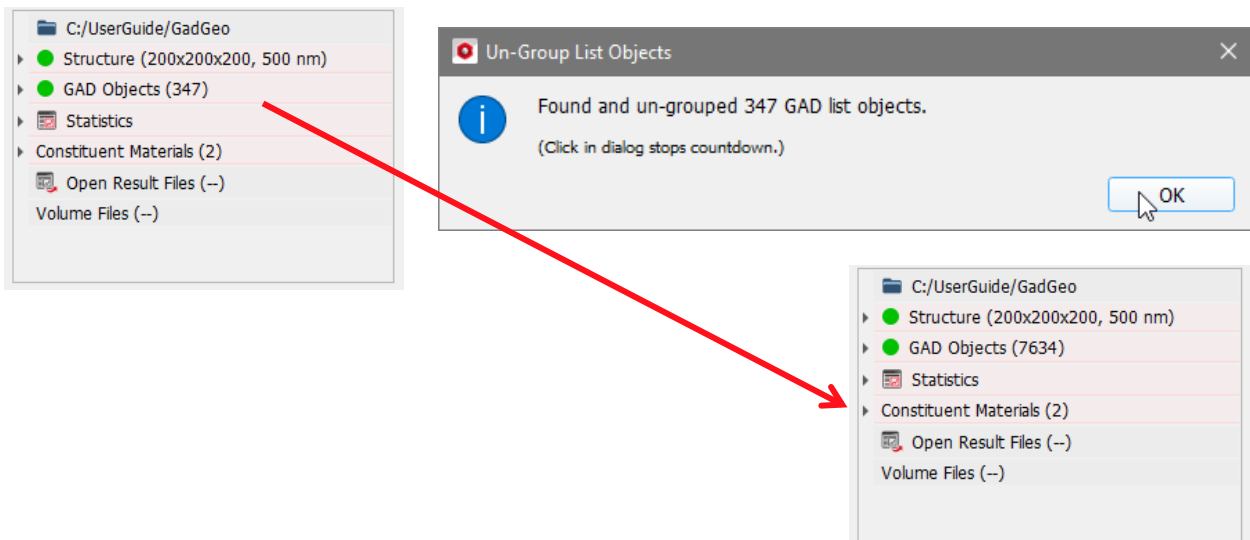 C:/UserGuide/GadGeo
Structure (200x200x200, 500 nm)
GAD Objects (347)
Statistics
Constituent Materials (2)
Open Result Files (--)
Volume Files (--)
Un-Group List Objects
Found and un-grouped 347 GAD list objects.
(Click in dialog stops countdown.)
OK
C:/UserGuide/GadGeo
Structure (200x200x200, 500 nm)
GAD Objects (7634)
Statistics
Constituent Materials (2)
Open Result Files (--)
Volume Files (--)